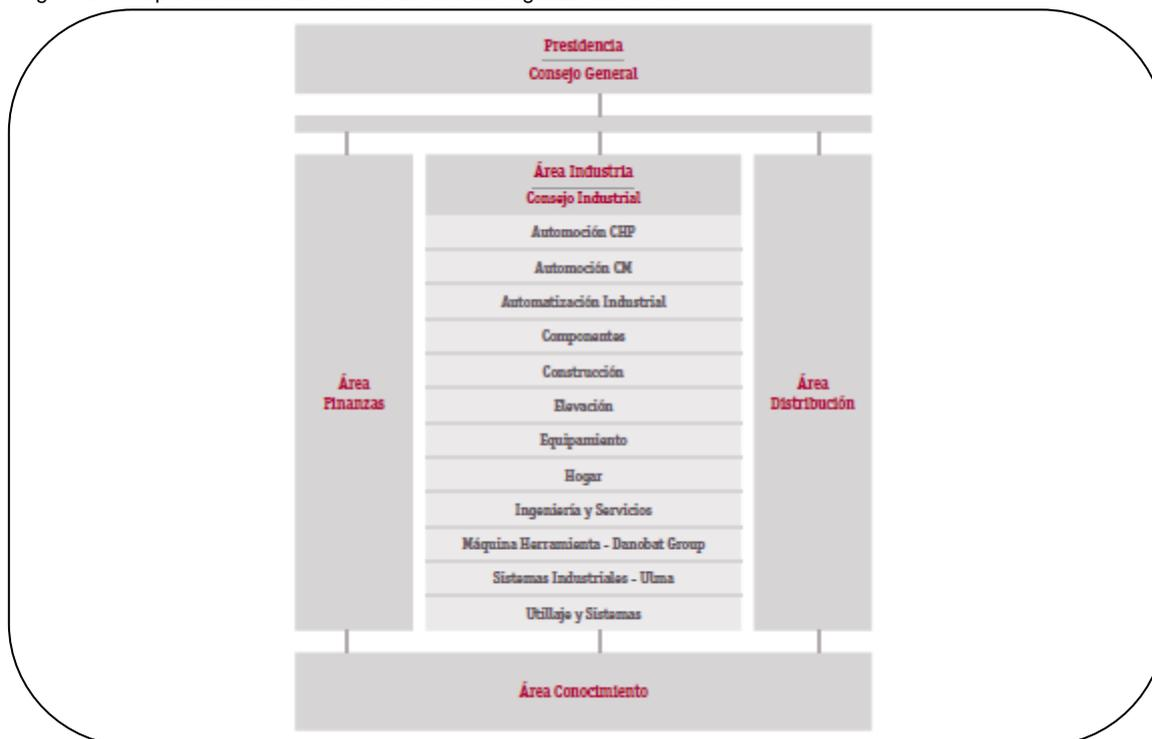 Presidencia
Consejo General
Área Industria
Consejo Industrial
Automoción CHP
Automoción CM
Automatización Industrial
Componentes
Construcción
Elevación
Equipamiento
Hogar
Ingeniería y Servicios
Máquina Herramienta - Danobat Group
Sistemas Industriales - Ulma
Utillaje y Sistemas
Área
Finanzas
Área
Distribución
Área Conocimiento